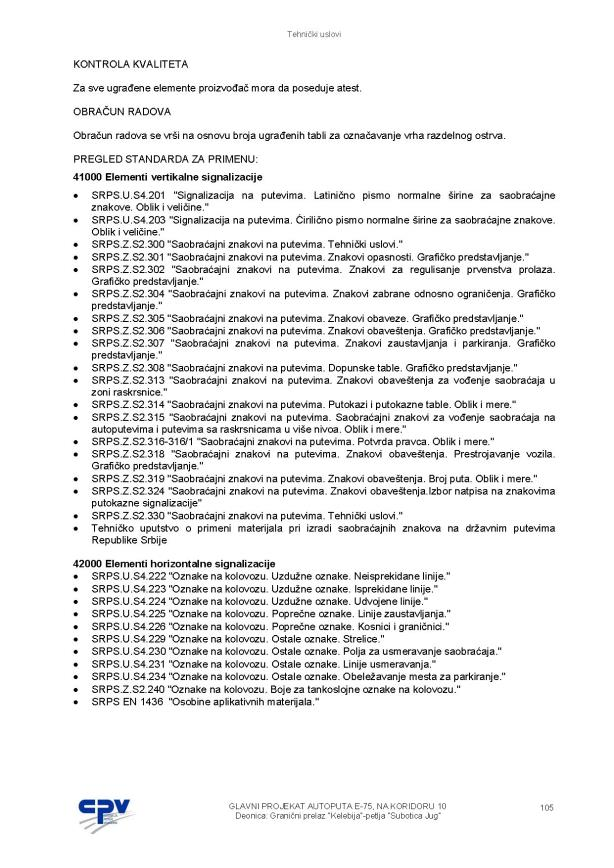 Tehnički uslovi
KONTROLA KVALITETA
Za sve ugrađene elemente proizvođač mora da poseduje atest.
OBRAČUN RADOVA
Obračun radova se vrši na osnovu broja ugrađenih tabli za označavanje vrha razdelnog ostrva.
PREGLED STANDARDA ZA PRIMENU:
41000 Elementi vertikalne signalizacije
• SRPS.U.S4.201 "Signalizacija na putevima. Latinično pismo normalne širine za saobraćajne
znakove. Oblik i veličine."
• SRPS.U.S4.203 "Signalizacija na putevima. Ćirilično pismo normalne širine za saobraćajne znakove.
Oblik i veličine."
• SRPS.Z.S2.300 "Saobraćajni znakovi na putevima. Tehnički uslovi."
• SRPS.Z.S2.301 "Saobraćajni znakovi na putevima. Znakovi opasnosti. Grafičko predstavljanje."
• SRPS.Z.S2.302 "Saobraćajni znakovi na putevima. Znakovi za regulisanje prvenstva prolaza.
Grafičko predstavljanje."
• SRPS.Z.S2.304 "Saobraćajni znakovi na putevima. Znakovi zabrane odnosno ograničenja. Grafičko
predstavljanje."
• SRPS.Z.S2.305 "Saobraćajni znakovi na putevima. Znakovi obaveze. Grafičko predstavljanje."
• SRPS.Z.S2.306 "Saobraćajni znakovi na putevima. Znakovi obaveštenja. Grafičko predstavljanje."
• SRPS.Z.S2.307 "Saobraćajni znakovi na putevima. Znakovi zaustavljanja i parkiranja. Grafičko
predstavljanje."
• SRPS.Z.S2.308 "Saobraćajni znakovi na putevima. Dopunske table. Grafičko predstavljanje."
• SRPS.Z.S2.313 "Saobraćajni znakovi na putevima. Znakovi obaveštenja za vođenje saobraćaja u
zoni raskrsnice."
• SRPS.Z.S2.314 "Saobraćajni znakovi na putevima. Putokazi i putokazne table. Oblik i mere."
• SRPS.Z.S2.315 "Saobraćajni znakovi na putevima. Saobraćajni znakovi za vođenje saobraćaja na
autoputevima i putevima sa raskrsnicama u više nivoa. Oblik i mere."
• SRPS.Z.S2.316-316/1 "Saobraćajni znakovi na putevima. Potvrda pravca. Oblik i mere."
• SRPS.Z.S2.318 "Saobraćajni znakovi na putevima. Znakovi obaveštenja. Prestrojavanje vozila.
Grafičko predstavljanje."
• SRPS.Z.S2.319 "Saobraćajni znakovi na putevima. Znakovi obaveštenja. Broj puta. Oblik i mere."
• SRPS.Z.S2.324 "Saobraćajni znakovi na putevima. Znakovi obaveštenja.Izbor natpisa na znakovima
putokazne signalizacije"
• SRPS.Z.S2.330 "Saobraćajni znakovi na putevima. Tehnički uslovi."
• Tehničko uputstvo o primeni materijala pri izradi saobraćajnih znakova na državnim putevima
Republike Srbije
42000 Elementi horizontalne signalizacije
• SRPS.U.S4.222 "Oznake na kolovozu. Uzdužne oznake. Neisprekidane linije."
• SRPS.U.S4.223 "Oznake na kolovozu. Uzdužne oznake. Isprekidane linije."
• SRPS.U.S4.224 "Oznake na kolovozu. Uzdužne oznake. Udvojene linije."
• SRPS.U.S4.225 "Oznake na kolovozu. Poprečne oznake. Linije zaustavljanja."
• SRPS.U.S4.226 "Oznake na kolovozu. Poprečne oznake. Kosnici i graničnici."
• SRPS.U.S4.229 "Oznake na kolovozu. Ostale oznake. Strelice."
• SRPS.U.S4.230 "Oznake na kolovozu. Ostale oznake. Polja za usmeravanje saobraćaja."
• SRPS.U.S4.231 "Oznake na kolovozu. Ostale oznake. Linije usmeravanja."
• SRPS.U.S4.234 "Oznake na kolovozu. Ostale oznake. Obeležavanje mesta za parkiranje."
• SRPS.Z.S2.240 "Oznake na kolovozu. Boje za tankoslojne oznake na kolovozu."
• SRPS EN 1436 "Osobine aplikativnih materijala."
CPV
GLAVNI PROJEKAT AUTOPUTA E-75, NA KORIDORU 10
Deonica: Granični prelaz "Kelebija"-petlja "Subotica Jug"
105